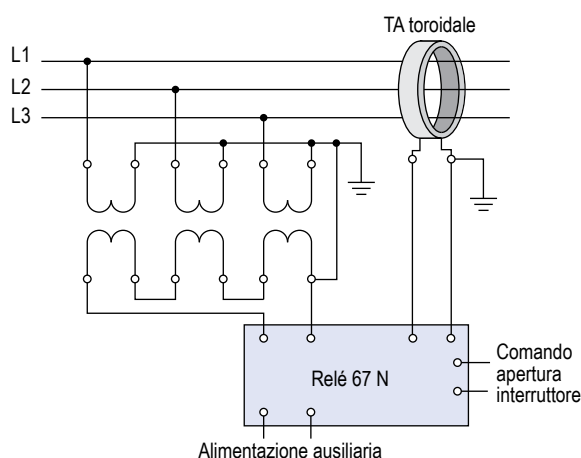 TA toroidale
L1
L2
L3
Relé 67 N
Comando
apertura
interruttore
Alimentazione ausiliaria